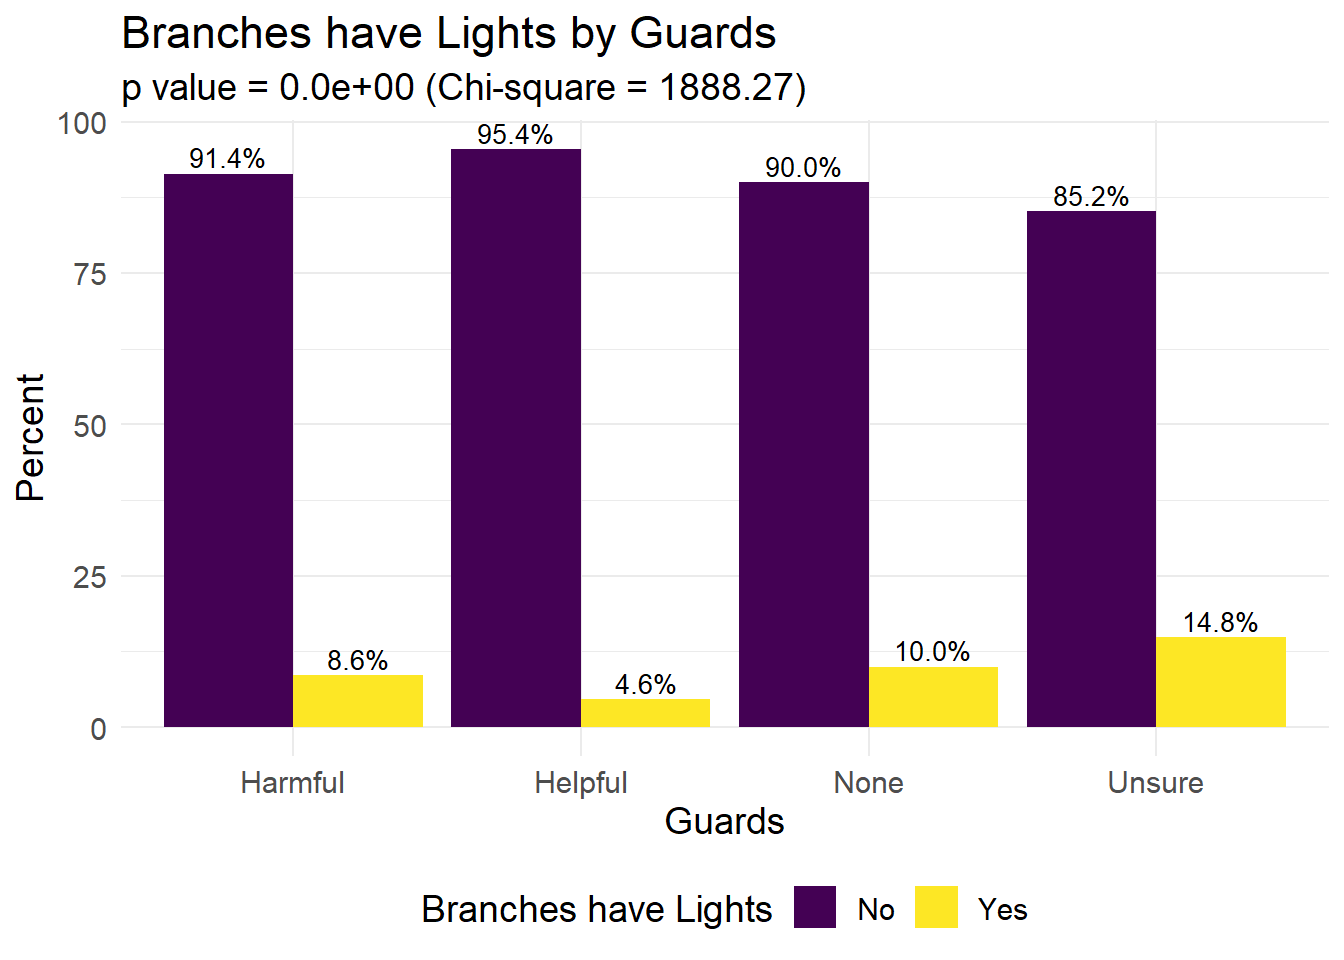 Branches have Lights by Guards
p value = 0.0e+00 (Chi-square = 1888.27)
100
75
50
25
0
Percent
91.4%
8.6%
95.4%
4.6%
90.0%
10.0%
85.2%
14.8%
Harmful Helpful None Unsure
Guards
Branches have Lights No Yes